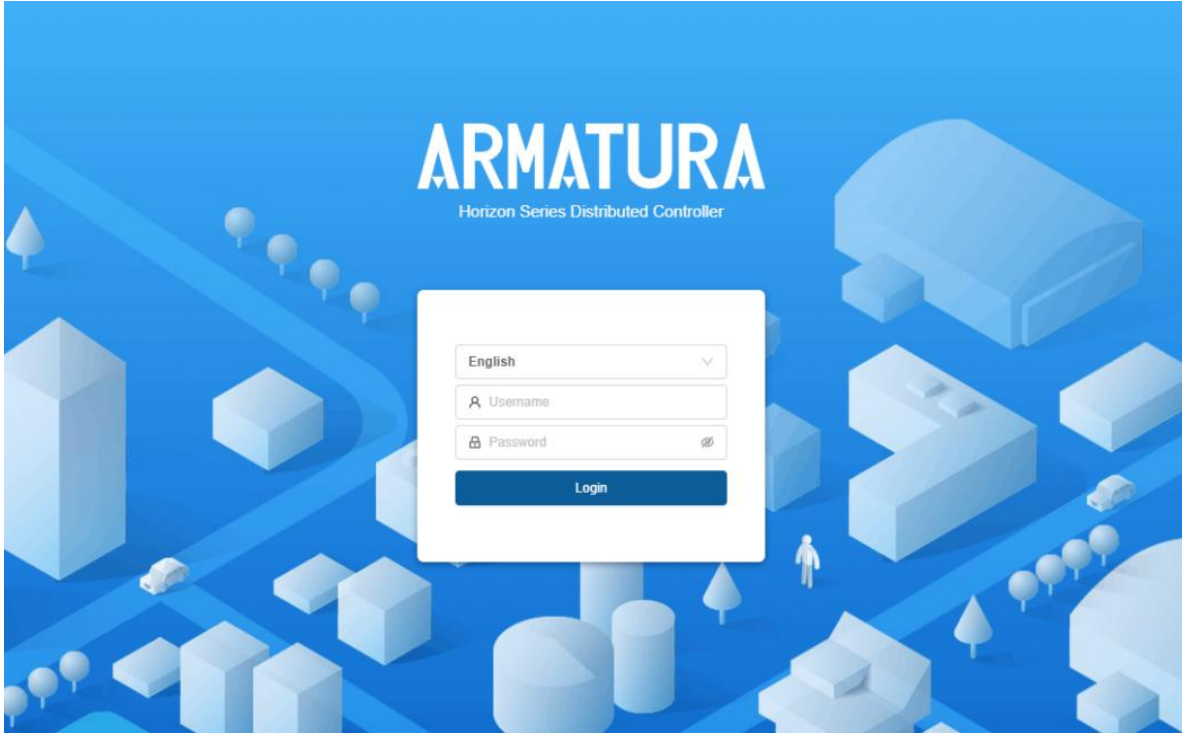 ARMATURA
Horizon Series Distributed Controller
English
Username
Password
Login